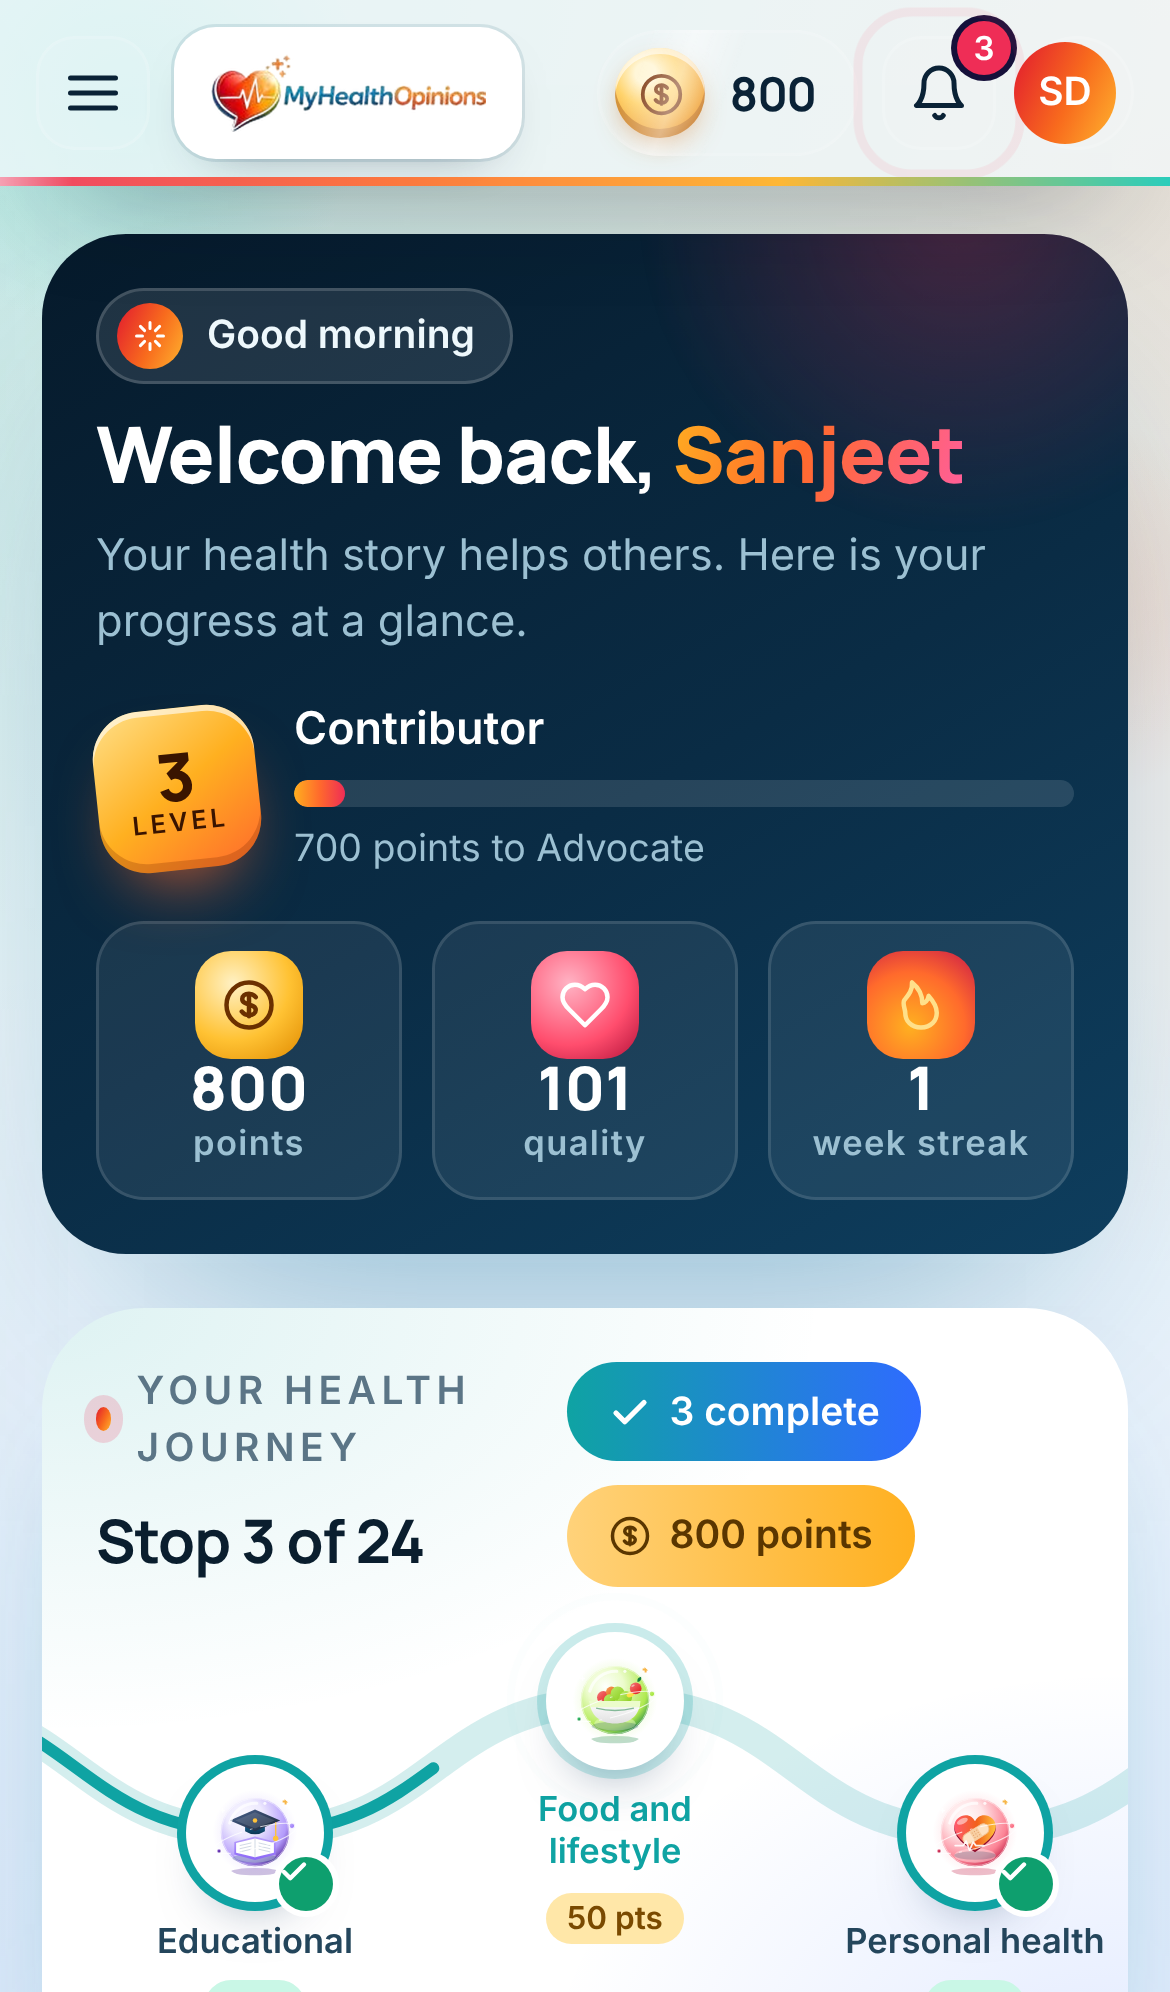 MyHealthOpinions
800
3
SD
Good morning
Welcome back, Sanjeet
Your health story helps others. Here is your
progress at a glance.
3
LEVEL
Contributor
700 points to Advocate
800
points
101
quality
1
week streak
YOUR HEALTH
JOURNEY
Stop 3 of 24
3 complete
800 points
Food and
lifestyle
50 pts
Educational
Personal health